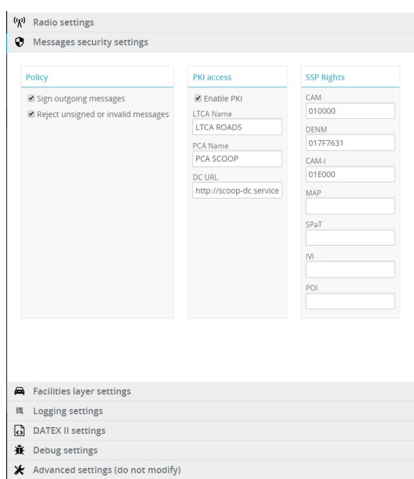 Radio settings
Messages security settings
Policy
Sign outgoing messages
Reject unsigned or invalid messages
PKI access
Enable PKI
LTCA Name
LTCA ROADS
PCA Name
PCA SCOOP
DC URL
http://scoop-dc.service
SSP Rights
CAM
010000
DENM
017F7631
CAM-I
01E000
MAP
SPaT
IVI
POI
Facilities layer settings
Logging settings
DATEX II settings
Debug settings
Advanced settings (do not modify)